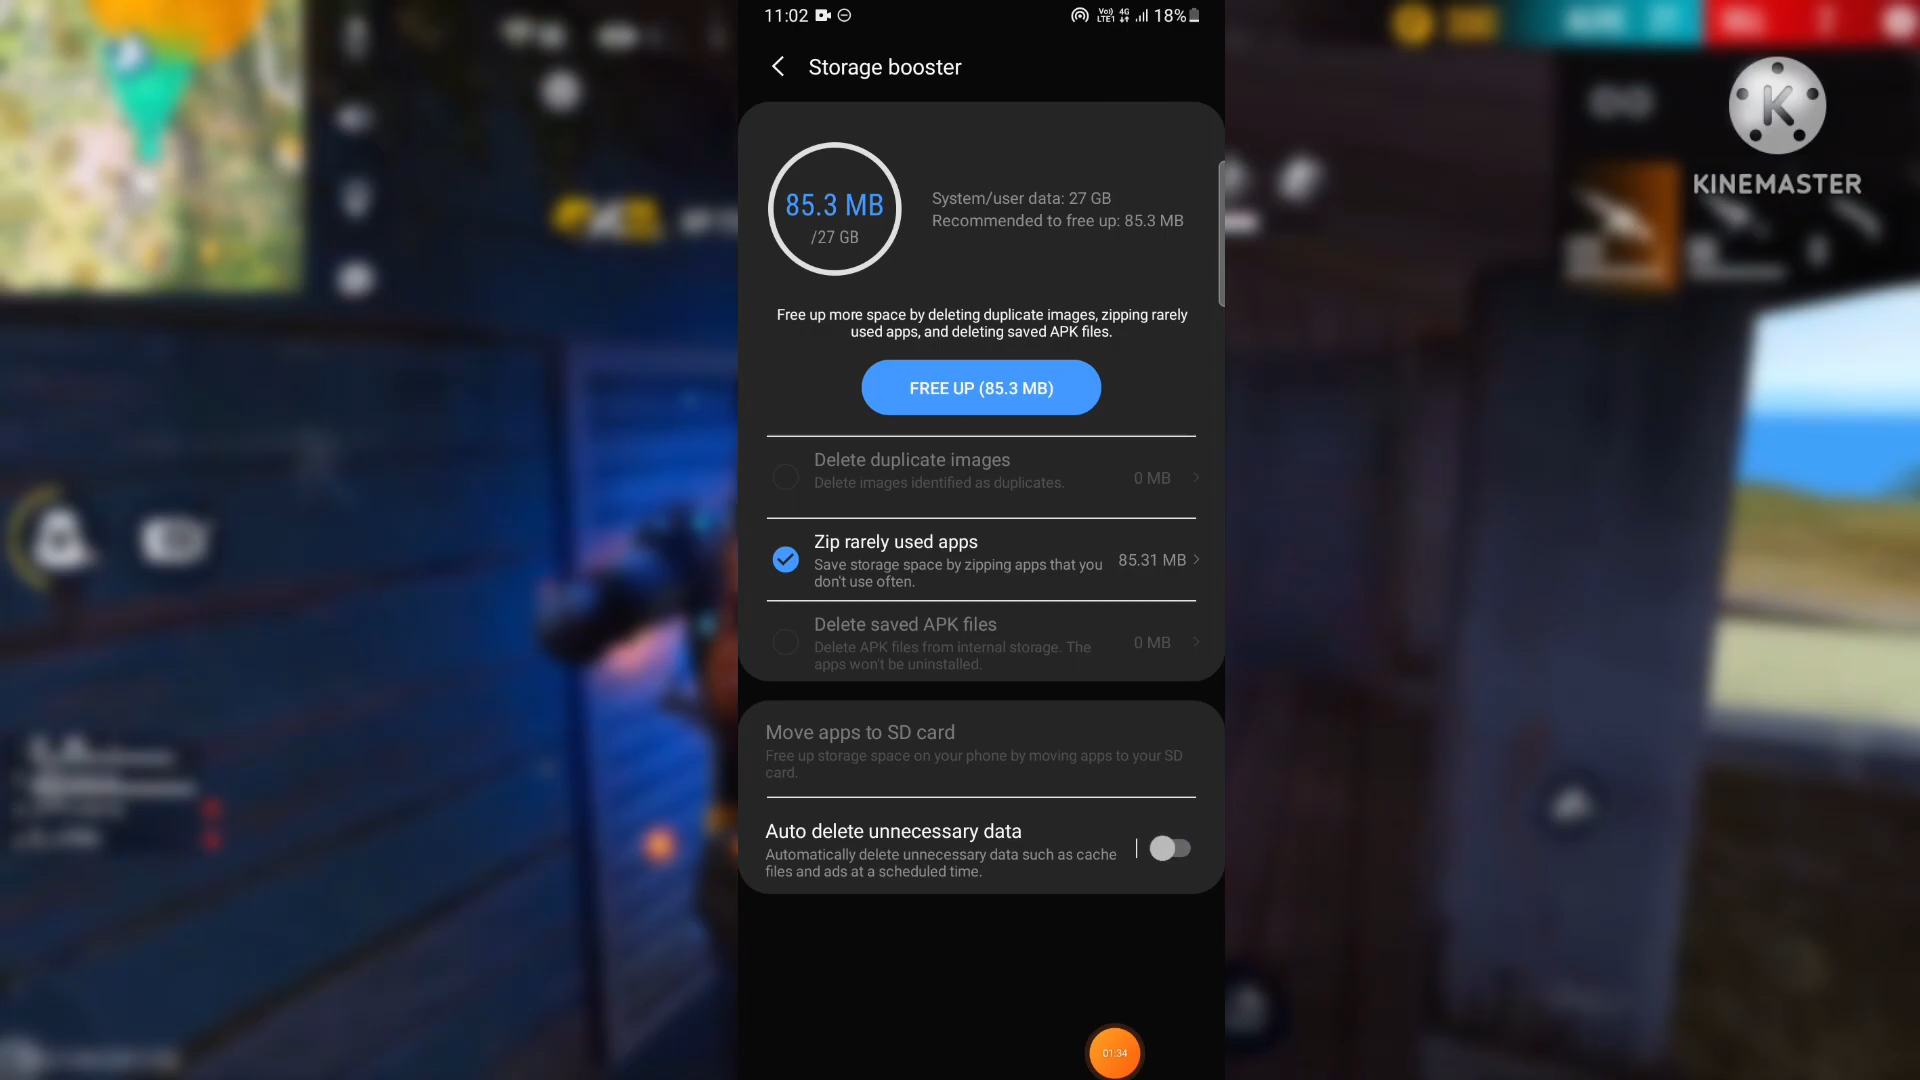 11:02
Vo)) LTE1 4G 18%
Storage booster
85.3 MB
/27 GB
System/user data: 27 GB
Recommended to free up: 85.3 MB
Free up more space by deleting duplicate images, zipping rarely
used apps, and deleting saved APK files.
FREE UP (85.3 MB)
Delete duplicate images
Delete images identified as duplicates.
0 MB
Zip rarely used apps
Save storage space by zipping apps that you
don't use often.
85.31 MB
Delete saved APK files
Delete APK files from internal storage. The
apps won't be uninstalled.
0 MB
Move apps to SD card
Free up storage space on your phone by moving apps to your SD
card.
Auto delete unnecessary data
Automatically delete unnecessary data such as cache
files and ads at a scheduled time.
01:34
K
KINEMASTER